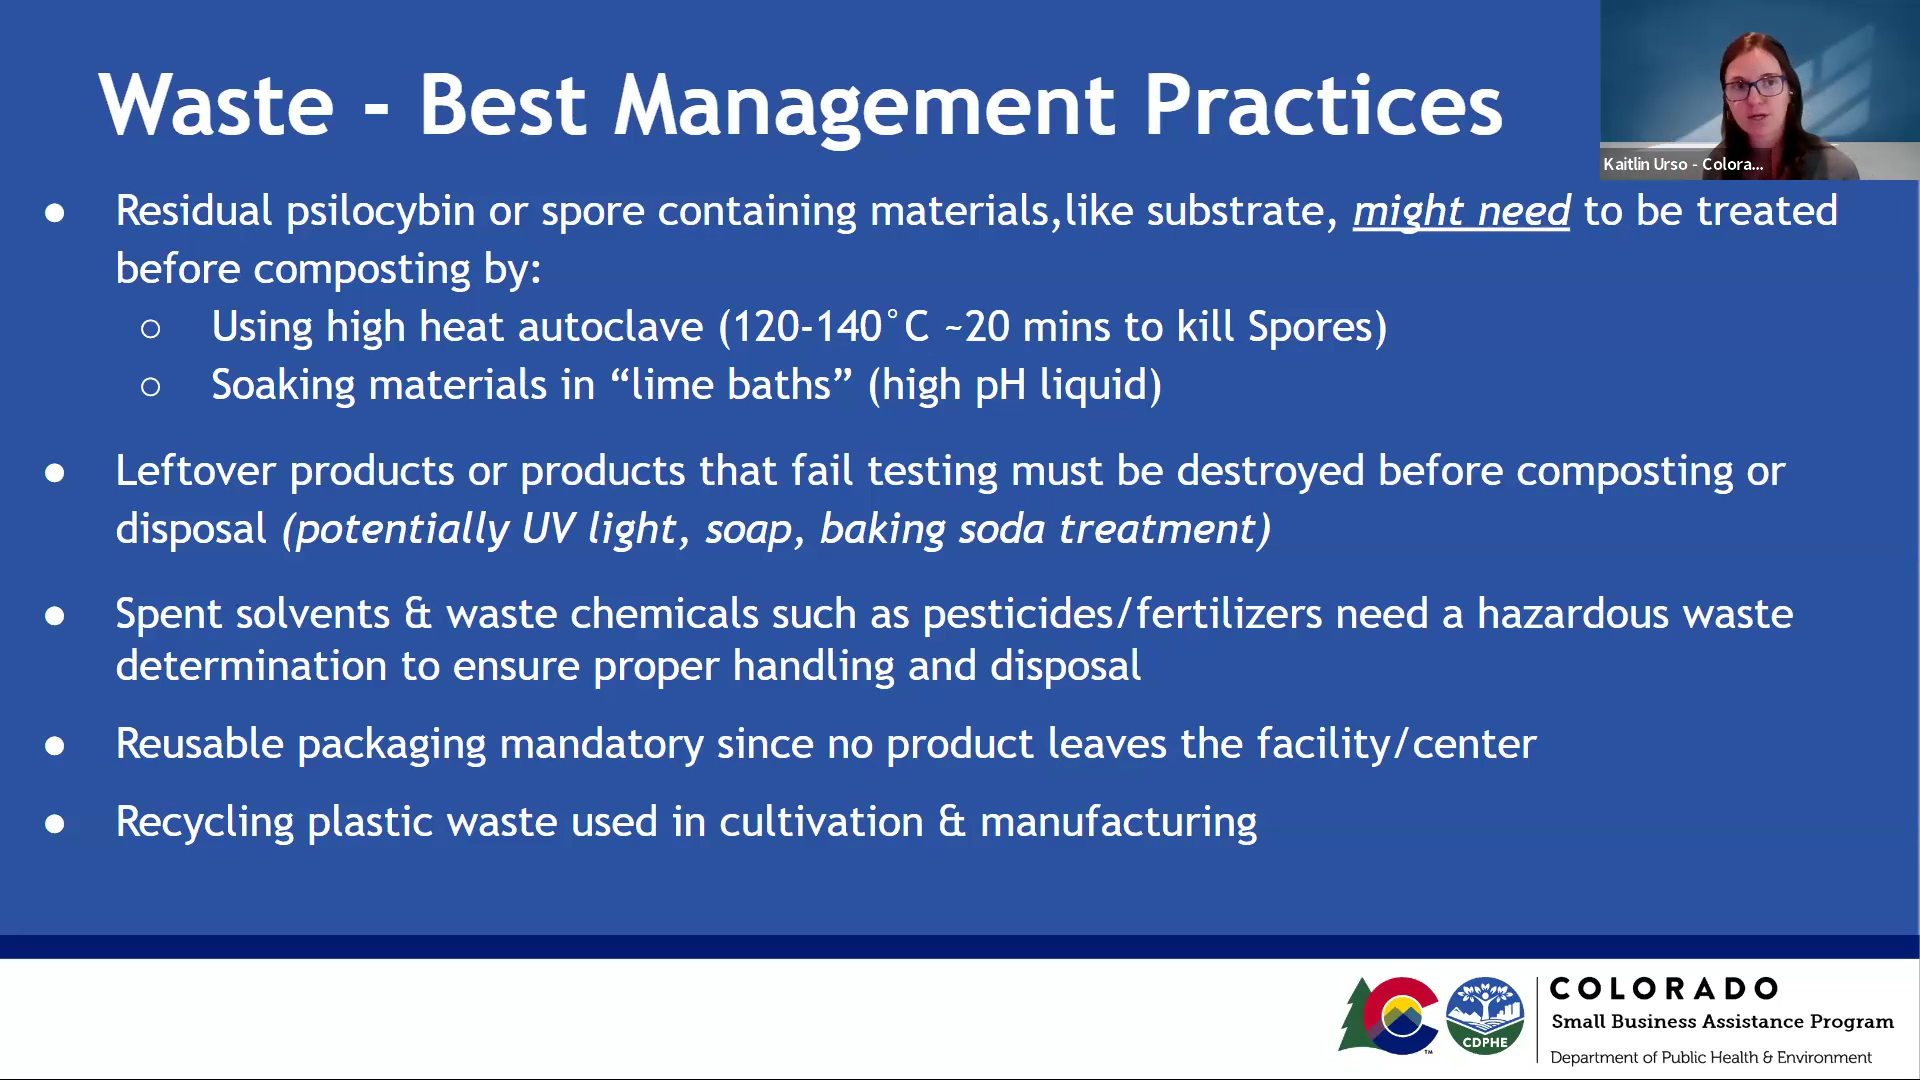 Waste - Best Management Practices
Kaitlin Urso - Colora...
● Residual psilocybin or spore containing materials,like substrate, might need to be treated
before composting by:
○ Using high heat autoclave (120-140°C ~20 mins to kill Spores)
○ Soaking materials in “lime baths” (high pH liquid)
● Leftover products or products that fail testing must be destroyed before composting or
disposal (potentially UV light, soap, baking soda treatment)
● Spent solvents & waste chemicals such as pesticides/fertilizers need a hazardous waste
determination to ensure proper handling and disposal
● Reusable packaging mandatory since no product leaves the facility/center
● Recycling plastic waste used in cultivation & manufacturing
TM
CDPHE
COLORADO
Small Business Assistance Program
Department of Public Health & Environment